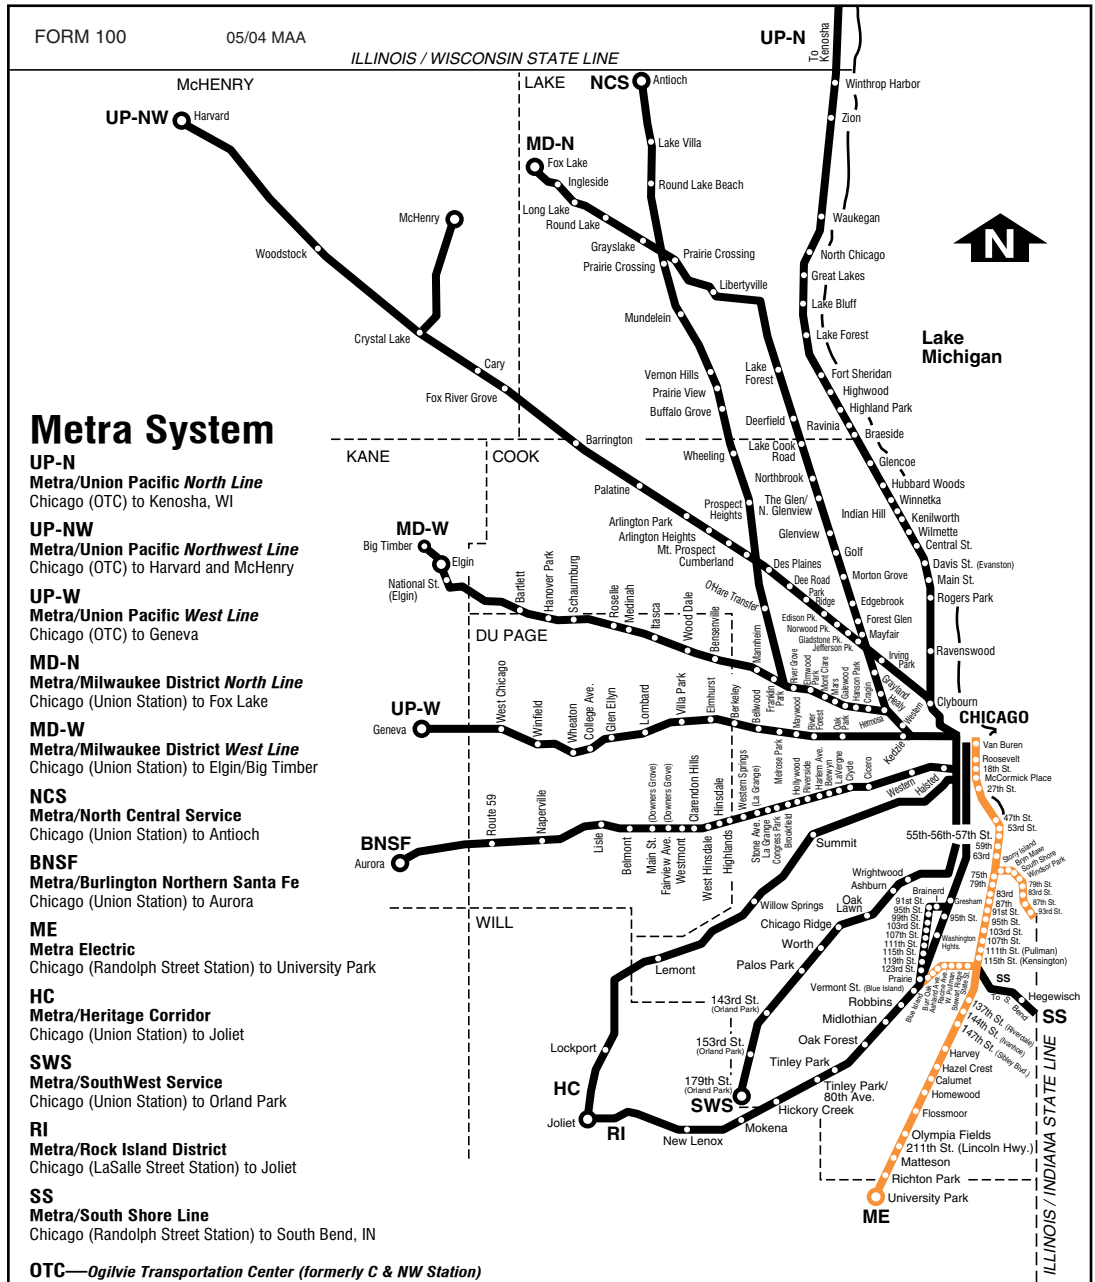 FORM 100
05/04 MAA
ILLINOIS / WISCONSIN STATE LINE
UP-N
To Kenosha
McHENRY
LAKE
NCS
Antioch
Winthrop Harbor
UP-NW
Harvard
Zion
MD-N
Lake Villa
Fox Lake
Ingleside
Round Lake Beach
Long Lake
Round Lake
McHenry
Waukegan
N
Grayslake
Woodstock
Prairie Crossing
Prairie Crossing
North Chicago
Great Lakes
Libertyville
Lake Bluff
Mundelein
Crystal Lake
Lake Forest
Lake
Michigan
Cary
Vernon Hills
Lake
Forest
Fort Sheridan
Prairie View
Highwood
Fox River Grove
Buffalo Grove
Highland Park
Deerfield
Ravinia
Braeside
Barrington
Lake Cook
Road
Wheeling
Glencoe
KANE
COOK
Northbrook
Hubbard Woods
Palatine
Winnetka
Prospect
Heights
The Glen/
N. Glenview
Indian Hill
Kenilworth
Arlington Park
Wilmette
Arlington Heights
Glenview
Central St.
Mt. Prospect
Cumberland
Golf
Davis St. (Evanston)
Des Plaines
Morton Grove
Main St.
Dee Road
Park
Ridge
Rogers Park
O'Hare Transfer
Edgebrook
Edison Pk.
Forest Glen
Norwood Pk.
Mayfair
Gladstone Pk.
Jefferson Pk.
Ravenswood
Irving
Park
Grayland
Healy
Clybourn
Western
Metra System
UP-N
Metra/Union Pacific North Line
Chicago (OTC) to Kenosha, WI
UP-NW
Metra/Union Pacific Northwest Line
Chicago (OTC) to Harvard and McHenry
UP-W
Metra/Union Pacific West Line
Chicago (OTC) to Geneva
MD-N
Metra/Milwaukee District North Line
Chicago (Union Station) to Fox Lake
MD-W
Metra/Milwaukee District West Line
Chicago (Union Station) to Elgin/Big Timber
NCS
Metra/North Central Service
Chicago (Union Station) to Antioch
BNSF
Metra/Burlington Northern Santa Fe
Chicago (Union Station) to Aurora
ME
Metra Electric
Chicago (Randolph Street Station) to University Park
HC
Metra/Heritage Corridor
Chicago (Union Station) to Joliet
SWS
Metra/SouthWest Service
Chicago (Union Station) to Orland Park
RI
Metra/Rock Island District
Chicago (LaSalle Street Station) to Joliet
SS
Metra/South Shore Line
Chicago (Randolph Street Station) to South Bend, IN
OTC—Ogilvie Transportation Center (formerly C & NW Station)
MD-W
Big Timber
Elgin
National St.
(Elgin)
Bartlett
Hanover Park
Schaumburg
Roselle
Medinah
Itasca
Wood Dale
Bensenville
Mannheim
Franklin
Park
River Grove
Elmwood
Park
Mont Clare
Mars
Galewood
Hanson Park
Cragin
Hermosa
DU PAGE
UP-W
Geneva
West Chicago
Winfield
Wheaton
College Ave.
Glen Ellyn
Lombard
Villa Park
Elmhurst
Berkeley
Bellwood
Melrose Park
Maywood
River
Forest
Oak
Park
Kedzie
CHICAGO
BNSF
Aurora
Route 59
Naperville
Lisle
Belmont
Main St.
(Downers Grove)
Fairview Ave.
(Downers Grove)
Westmont
Clarendon Hills
West Hinsdale
Hinsdale
Highlands
Western Springs
Stone Ave.
(La Grange)
La Grange
Congress Park
Brookfield
Hollywood
Riverside
Harlem Ave.
Berwyn
LaVergne
Clyde
Cicero
Western
Halsted
Van Buren
Roosevelt
18th St.
McCormick Place
27th St.
47th St.
53rd St.
55th-56th-57th St.
59th
63rd
Stony Island
Bryn Mawr
South Shore
Windsor Park
79th St.
83rd St.
87th St.
93rd St.
75th
79th
83rd
87th
91st St.
95th St.
103rd St.
107th St.
111th St. (Pullman)
115th St. (Kensington)
Summit
Willow Springs
Lemont
Lockport
HC
Joliet
WILL
Wrightwood
Ashburn
Oak
Lawn
Chicago Ridge
Worth
Palos Park
143rd St.
(Orland Park)
153rd St.
(Orland Park)
179th St.
(Orland Park)
SWS
Gresham
Brainerd
91st St.
95th St.
99th St.
103rd St.
107th St.
111th St.
115th St.
119th St.
123rd St.
Prairie
95th St.
Washington
Hghts.
Vermont St. (Blue Island)
Robbins
Midlothian
Oak Forest
Tinley Park
Tinley Park/
80th Ave.
Hickory Creek
Mokena
New Lenox
RI
Blue Island
Burr Oak
Ashland Ave.
Racine Ave.
W. Pullman
Stewart Ridge
State St.
SS
To S. Bend
Hegewisch
SS
137th St. (Riverdale)
144th St. (Ivanhoe)
147th St. (Sibley Blvd.)
Harvey
Hazel Crest
Calumet
Homewood
Flossmoor
Olympia Fields
211th St. (Lincoln Hwy.)
Matteson
Richton Park
University Park
ME
ILLINOIS / INDIANA STATE LINE